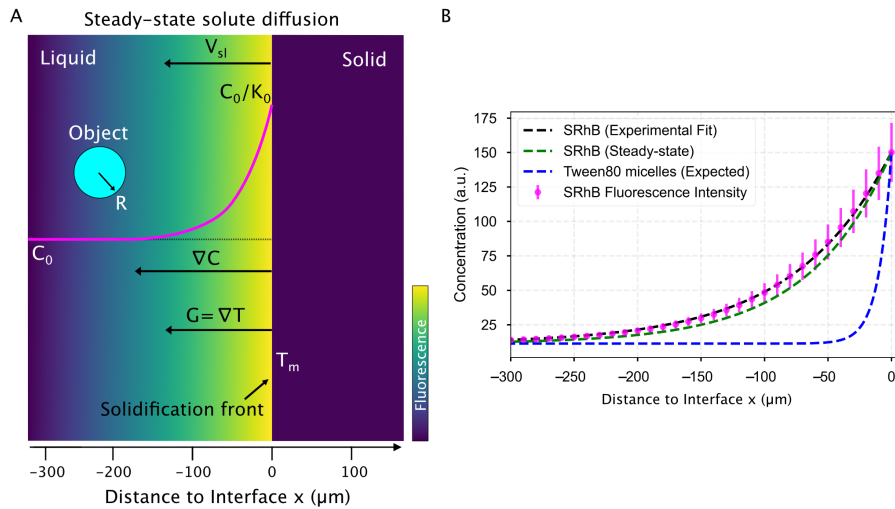 A
Steady-state solute diffusion
Liquid
V_sl
Solid
C_0/K_0
Object
R
C_0
∇C
G=∇T
T_m
Solidification front
Fluorescence
−300 −200 −100 0 100
Distance to Interface x (μm)
B
175
150
125
100
75
50
25
Concentration (a.u.)
SRhB (Experimental Fit)
SRhB (Steady-state)
Tween80 micelles (Expected)
SRhB Fluorescence Intensity
−300 −250 −200 −150 −100 −50 0
Distance to Interface x (μm)